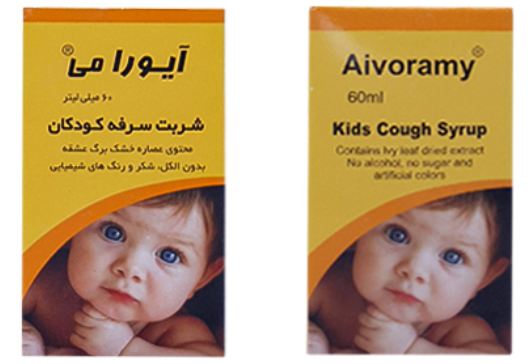 آیورا می®
۶۰ میلی لیتر
شربت سرفه کودکان
محتوی عصاره خشک برگ عشقه
بدون الکل، شکر و رنگ های شیمیایی
Aivoramy®
60ml
Kids Cough Syrup
Contains Ivy leaf dried extract
No alcohol, no sugar and
artificial colors